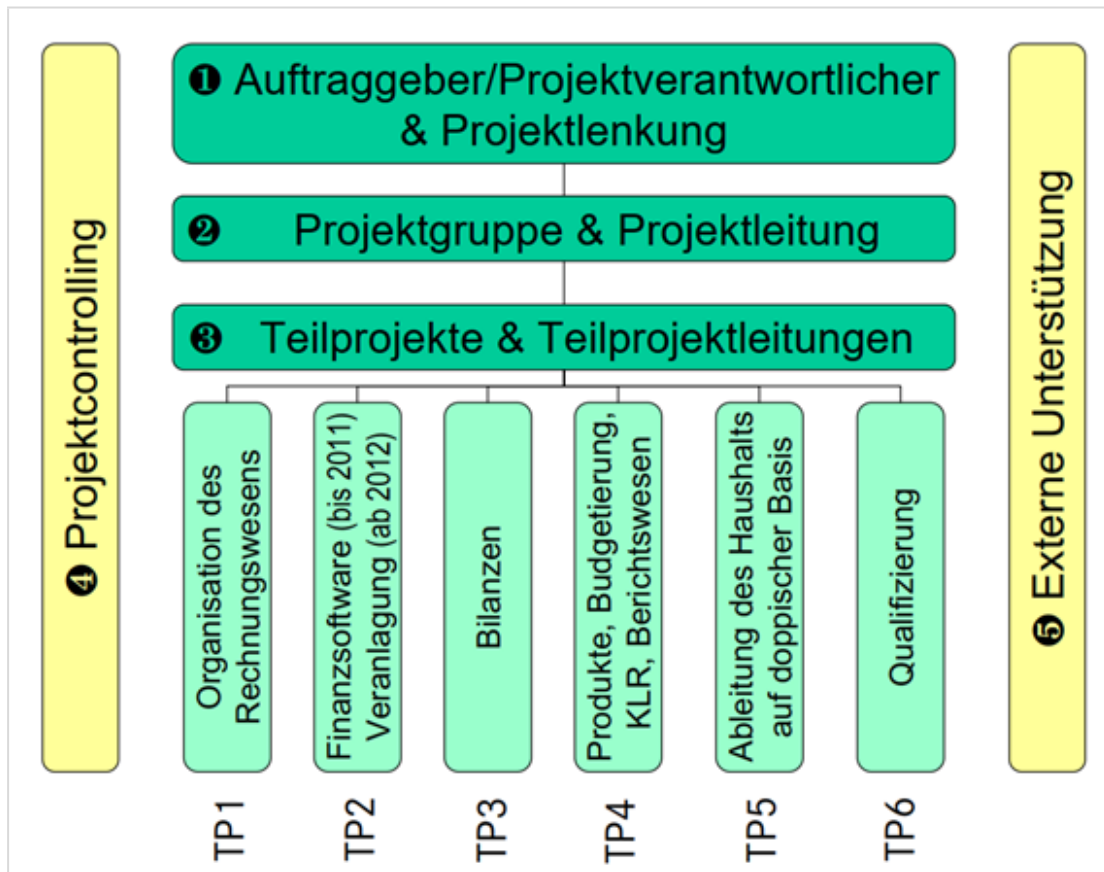 ❶ Auftraggeber/Projektverantwortlicher
& Projektlenkung
❷ Projektgruppe & Projektleitung
❸ Teilprojekte & Teilprojektleitungen
❹ Projektcontrolling
Organisation des
Rechnungswesens
Finanzsoftware (bis 2011)
Veranlagung (ab 2012)
Bilanzen
Produkte, Budgetierung,
KLR, Berichtswesen
Ableitung des Haushalts
auf doppischer Basis
Qualifizierung
❺ Externe Unterstützung
TP1
TP2
TP3
TP4
TP5
TP6